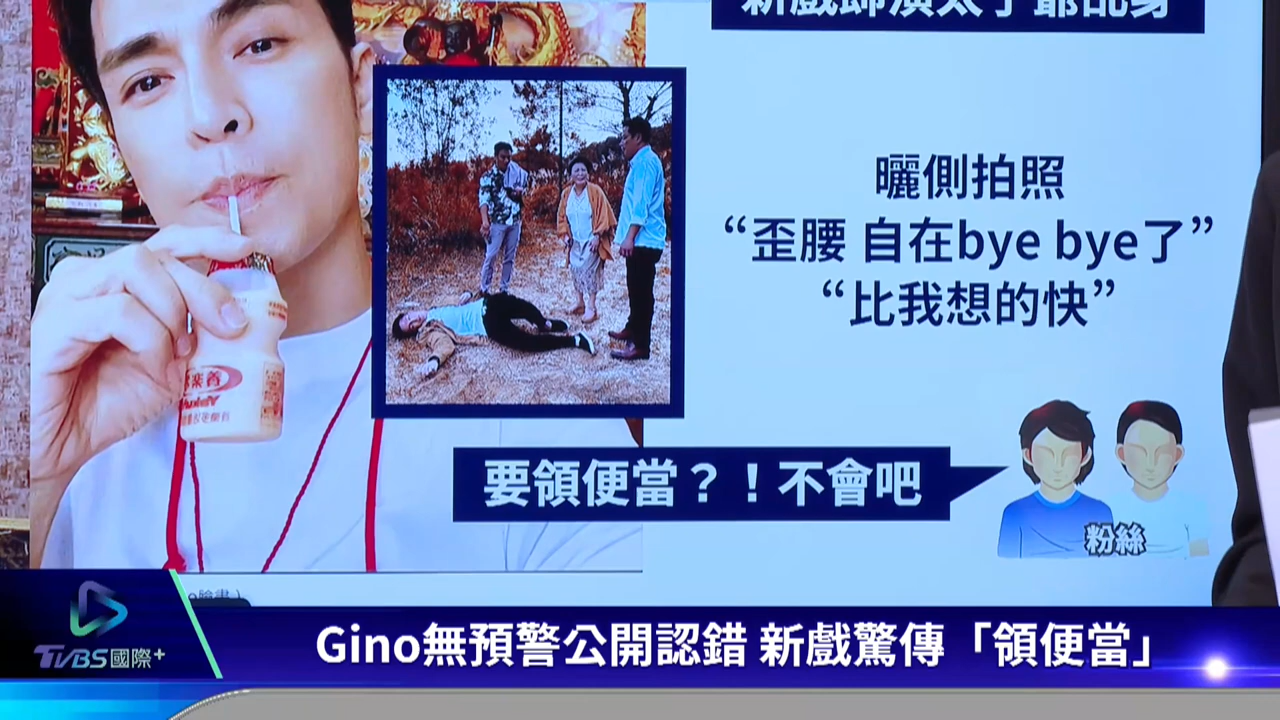 曬側拍照
“歪腰 自在bye bye了”
“比我想的快”
要領便當？！不會吧
粉絲
Gino無預警公開認錯 新戲驚傳「領便當」
TVBS國際+